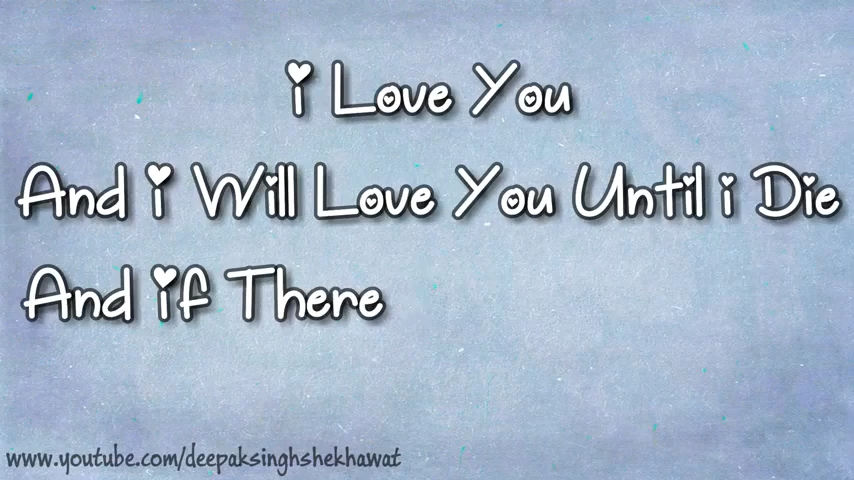 i Love You
And i Will Love You Until i Die
And if There
www.youtube.com/deepaksinghshekhawat